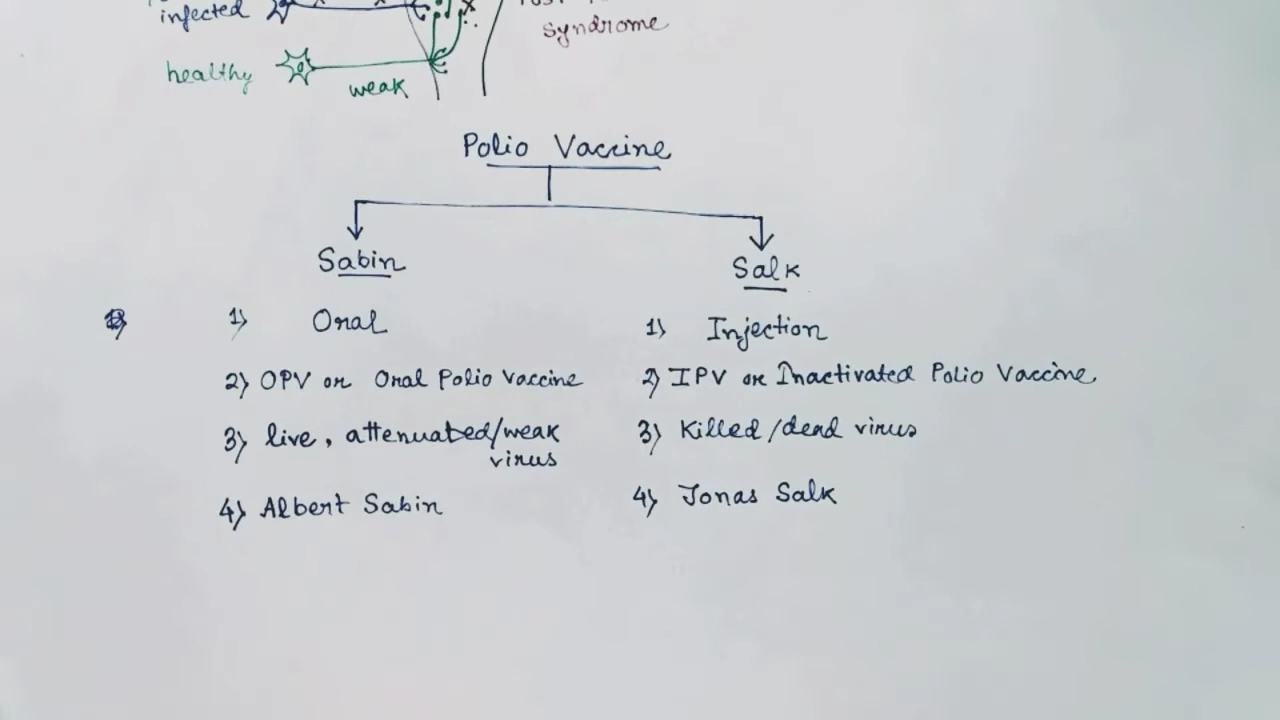 infected
syndrome
healthy
weak
Polio Vaccine
Sabin
Salk
1) Oral
1) Injection
2) OPV or Oral Polio vaccine
2) IPV or Inactivated Polio Vaccine
3) live, attenuated/weak
virus
3) Killed/dead virus
4) Albert Sabin
4) Jonas Salk